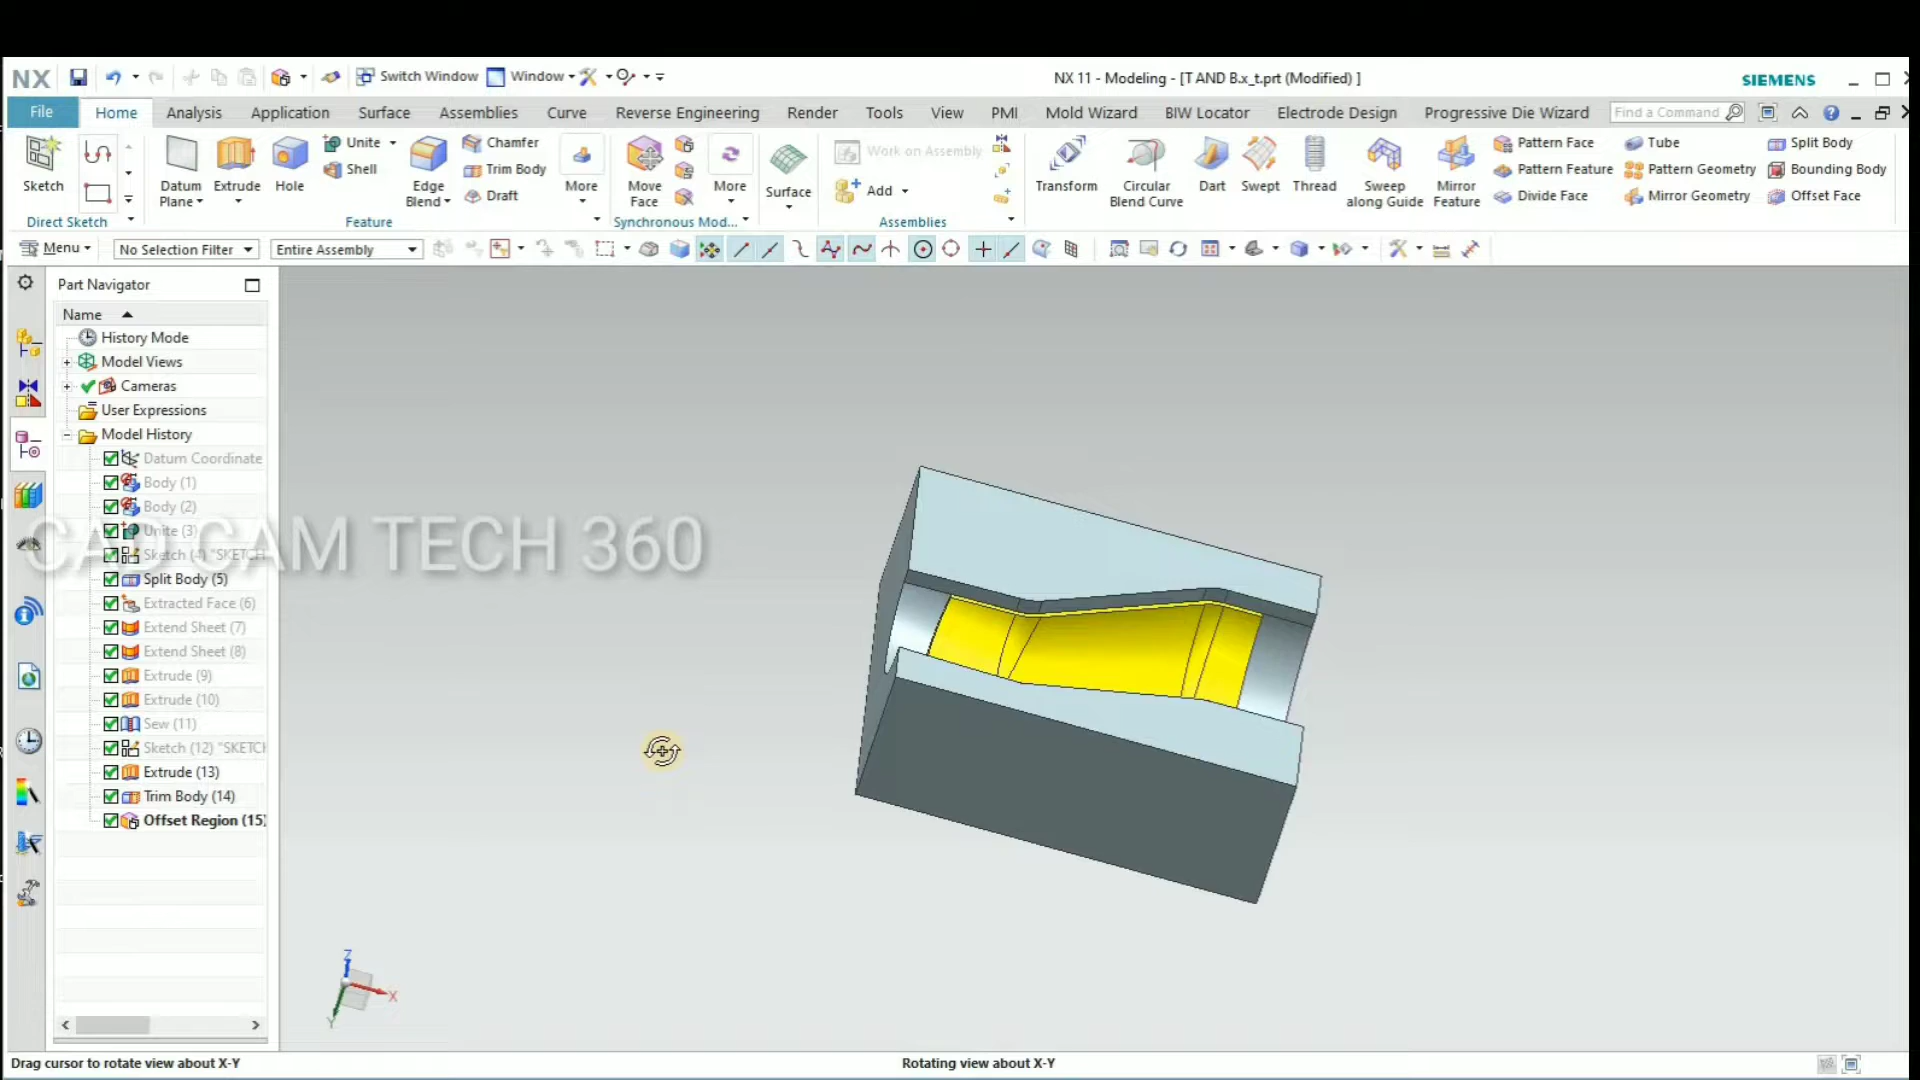 NX Switch Window Window NX 11 - Modeling - [T AND B.x_t.prt (Modified) ] SIEMENS
File Home Analysis Application Surface Assemblies Curve Reverse Engineering Render Tools View PMI Mold Wizard BIW Locator Electrode Design Progressive Die Wizard Find a Command
Unite Chamfer Work on Assembly Pattern Face Tube Split Body
Shell Trim Body Pattern Feature Pattern Geometry Bounding Body
Sketch Datum Plane Extrude Hole Edge Blend Draft More Move Face More Surface Add Transform Circular Blend Curve Dart Swept Thread Sweep along Guide Mirror Feature Divide Face Mirror Geometry Offset Face
Direct Sketch Feature Synchronous Mod... Assemblies
Menu No Selection Filter Entire Assembly
Part Navigator
Name
History Mode
Model Views
Cameras
User Expressions
Model History
Datum Coordinate
Body (1)
Body (2)
Unite (3)
CAD CAM TECH 360
Sketch (4) "SKETCH
Split Body (5)
Extracted Face (6)
Extend Sheet (7)
Extend Sheet (8)
Extrude (9)
Extrude (10)
Sew (11)
Sketch (12) "SKETCH
Extrude (13)
Trim Body (14)
Offset Region (15)
Z
X
Y
Drag cursor to rotate view about X-Y Rotating view about X-Y